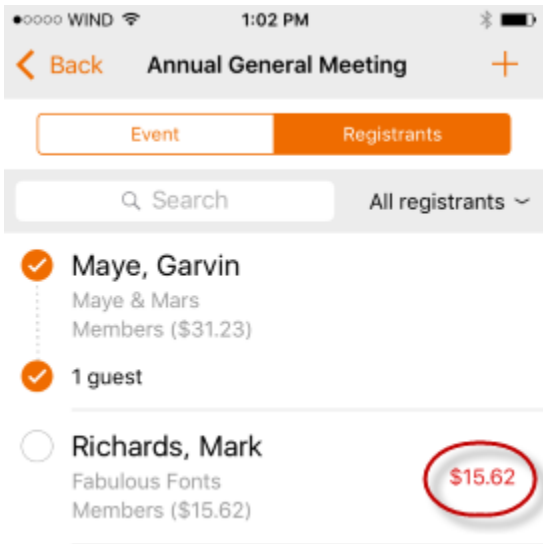 WIND 1:02 PM
Back Annual General Meeting +
Event Registrants
Search All registrants
Maye, Garvin
Maye & Mars
Members ($31.23)
1 guest
Richards, Mark
Fabulous Fonts $15.62
Members ($15.62)